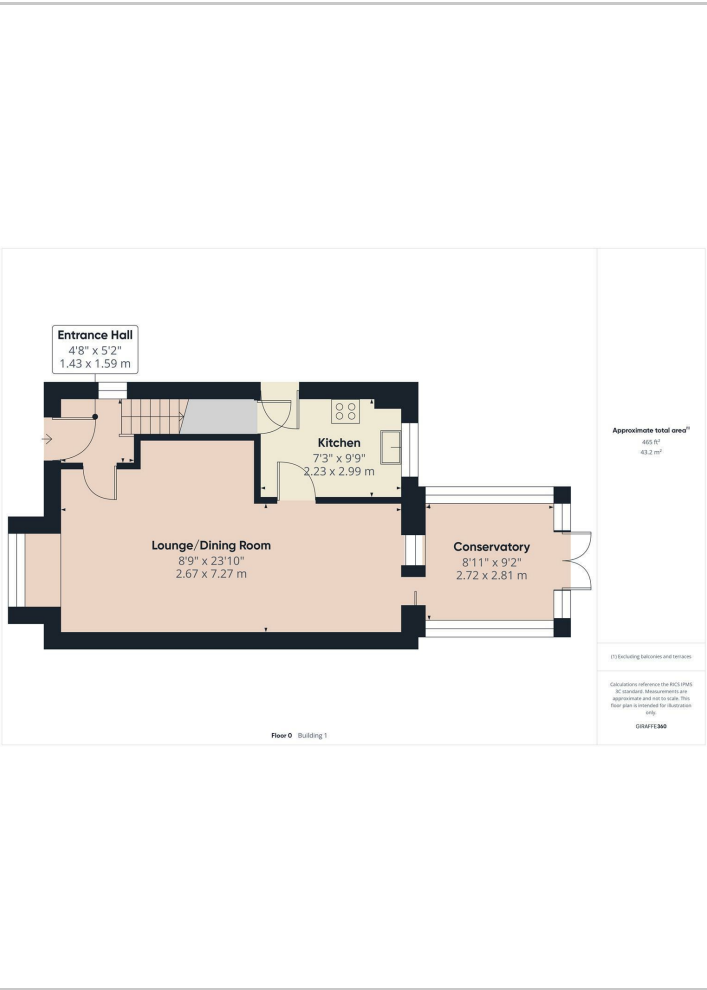 Entrance Hall
4'8" x 5'2"
1.43 x 1.59 m
Kitchen
7'3" x 9'9"
2.23 x 2.99 m
Lounge/Dining Room
8'9" x 23'10"
2.67 x 7.27 m
Conservatory
8'11" x 9'2"
2.72 x 2.81 m
Floor 0 Building 1
Approximate total area(1)
465 ft²
43.2 m²
(1) Excluding balconies and terraces
Calculations reference the RICS IPMS
3C standard. Measurements are
approximate and not to scale. This
floor plan is intended for illustration
only.
GIRAFFE360